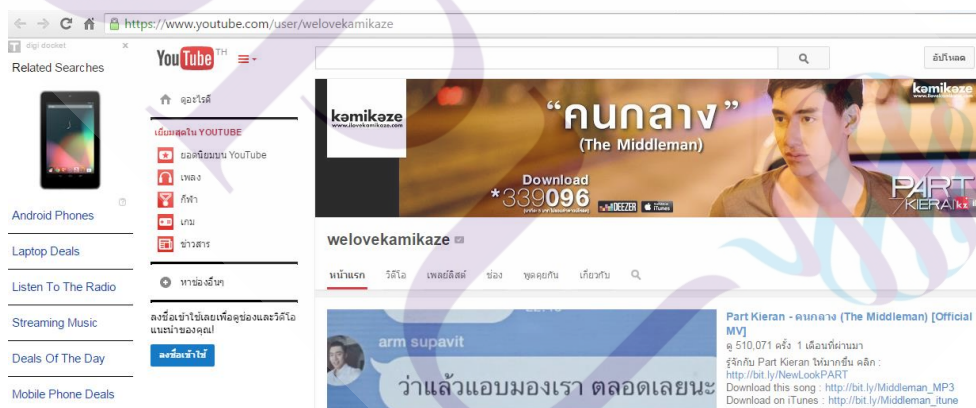 https://www.youtube.com/user/welovekamikaze
digi docket
Related Searches
Android Phones
Laptop Deals
Listen To The Radio
Streaming Music
Deals Of The Day
Mobile Phone Deals
YouTube TH
คู่มือไรด์
เยี่ยมสุดใน YOUTUBE
ยอดนิยมบน YouTube
เพลง
กีฬา
เกม
ข่าวสาร
หาช่องอื่นๆ
ลงชื่อเข้าใช้เลยเพื่อดูช่องและวิดีโอ
แนะนำของคุณ!
ลงชื่อเข้าใช้
อัปโหลด
kamikaze
www.ilovekamikaze.com
"คนกลาง"
(The Middleman)
Download
*339096
DEEZER
iTunes
kamikaze
PART
KIERAN
kz
welovekamikaze
หน้าแรก วิดีโอ เพลย์ลิสต์ ช่อง พูดคุยกัน เกี่ยวกับ
arm supavit
ว่าแล้วแอบมองเรา ตลอดเลยนะ
Part Kieran - คนกลาง (The Middleman) [Official
MV]
ดู 510,071 ครั้ง 1 เดือนที่ผ่านมา
รู้จักกับ Part Kieran ให้มากขึ้น คลิก :
http://bit.ly/NewLookPART
Download this song : http://bit.ly/Middleman_MP3
Download on iTunes : http://bit.ly/Middleman_itune